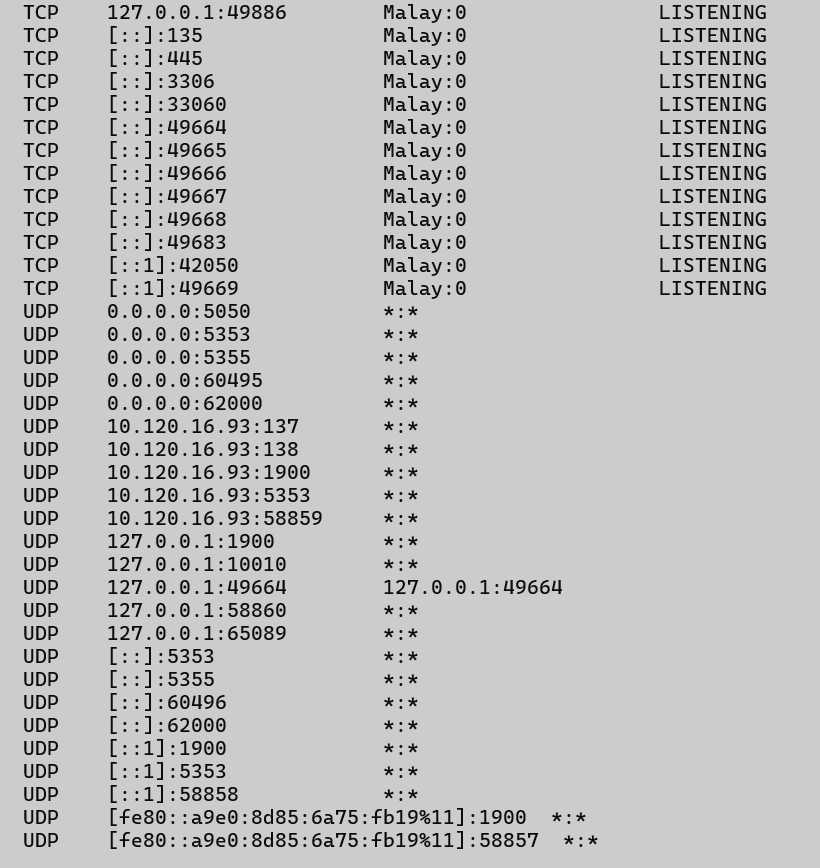 TCP    127.0.0.1:49886        Malay:0                LISTENING
TCP    [::]:135               Malay:0                LISTENING
TCP    [::]:445               Malay:0                LISTENING
TCP    [::]:3306              Malay:0                LISTENING
TCP    [::]:33060             Malay:0                LISTENING
TCP    [::]:49664             Malay:0                LISTENING
TCP    [::]:49665             Malay:0                LISTENING
TCP    [::]:49666             Malay:0                LISTENING
TCP    [::]:49667             Malay:0                LISTENING
TCP    [::]:49668             Malay:0                LISTENING
TCP    [::]:49683             Malay:0                LISTENING
TCP    [::1]:42050            Malay:0                LISTENING
TCP    [::1]:49669            Malay:0                LISTENING
UDP    0.0.0.0:5050           *:*
UDP    0.0.0.0:5353           *:*
UDP    0.0.0.0:5355           *:*
UDP    0.0.0.0:60495          *:*
UDP    0.0.0.0:62000          *:*
UDP    10.120.16.93:137       *:*
UDP    10.120.16.93:138       *:*
UDP    10.120.16.93:1900      *:*
UDP    10.120.16.93:5353      *:*
UDP    10.120.16.93:58859     *:*
UDP    127.0.0.1:1900         *:*
UDP    127.0.0.1:10010        *:*
UDP    127.0.0.1:49664        127.0.0.1:49664
UDP    127.0.0.1:58860        *:*
UDP    127.0.0.1:65089        *:*
UDP    [::]:5353              *:*
UDP    [::]:5355              *:*
UDP    [::]:60496             *:*
UDP    [::]:62000             *:*
UDP    [::1]:1900             *:*
UDP    [::1]:5353             *:*
UDP    [::1]:58858            *:*
UDP    [fe80::a9e0:8d85:6a75:fb19%11]:1900  *:*
UDP    [fe80::a9e0:8d85:6a75:fb19%11]:58857  *:*